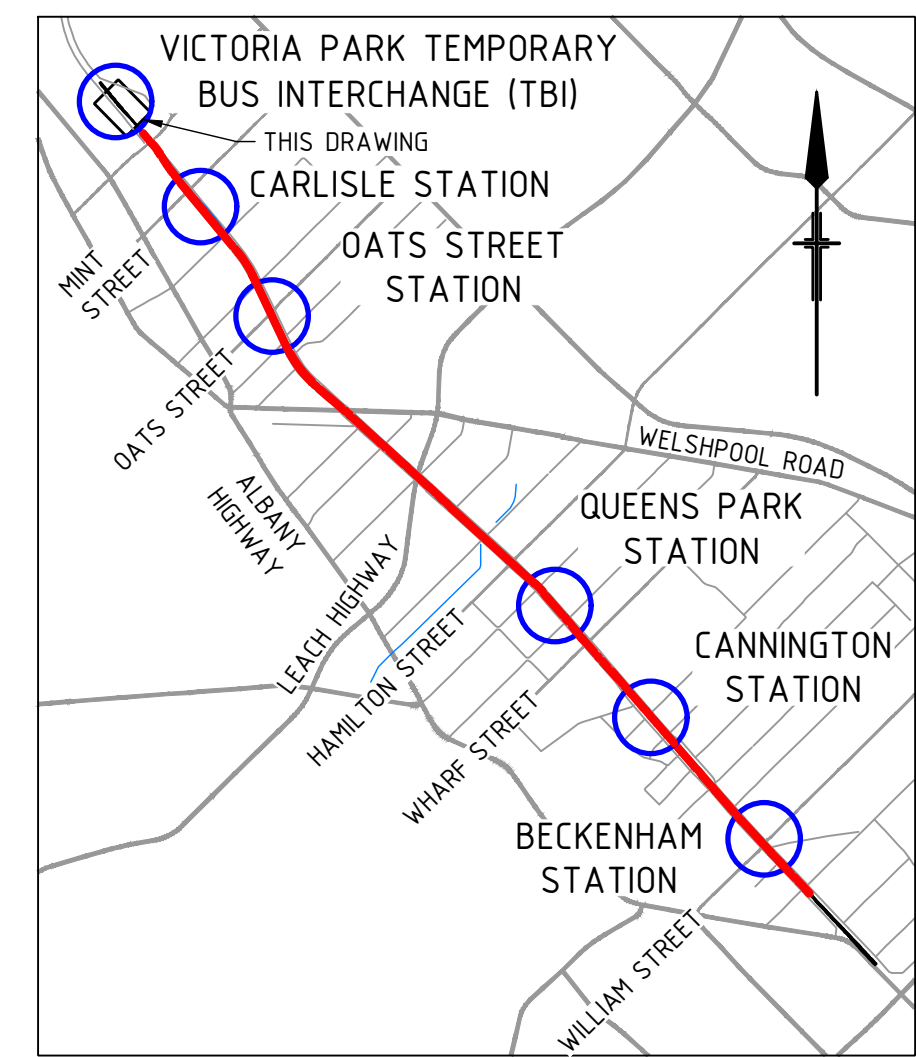 VICTORIA PARK TEMPORARY
BUS INTERCHANGE (TBI)
THIS DRAWING
CARLISLE STATION
OATS STREET
STATION
MINT
STREET
OATS STREET
WELSHPOOL ROAD
ALBANY
HIGHWAY
QUEENS PARK
STATION
LEACH HIGHWAY
HAMILTON STREET
CANNINGTON
STATION
WHARF STREET
BECKENHAM
STATION
WILLIAM STREET